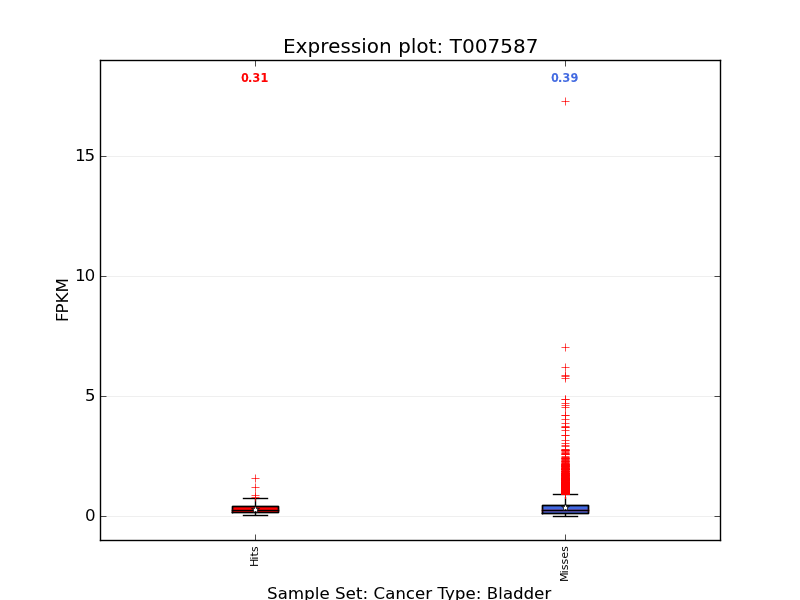 Expression plot: T007587
0.31
0.39
15
10
5
0
FPKM
Hits
Misses
Sample Set: Cancer Type: Bladder